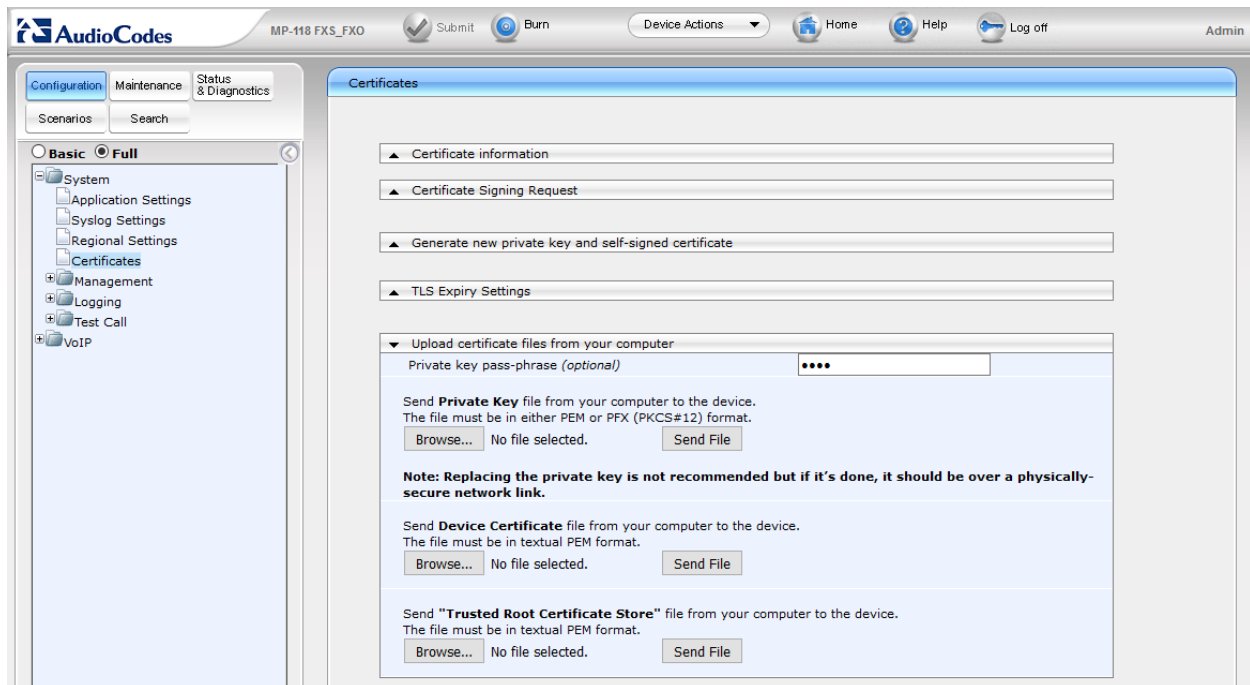 AudioCodes
MP-118 FXS_FXO
Submit
Burn
Device Actions
Home
Help
Log off
Admin
Configuration
Maintenance
Status
& Diagnostics
Scenarios
Search
Basic
Full
System
Application Settings
Syslog Settings
Regional Settings
Certificates
Management
Logging
Test Call
VoIP
Certificates
Certificate information
Certificate Signing Request
Generate new private key and self-signed certificate
TLS Expiry Settings
Upload certificate files from your computer
Private key pass-phrase (optional)
••••
Send Private Key file from your computer to the device.
The file must be in either PEM or PFX (PKCS#12) format.
Browse... No file selected. Send File
Note: Replacing the private key is not recommended but if it's done, it should be over a physically-
secure network link.
Send Device Certificate file from your computer to the device.
The file must be in textual PEM format.
Browse... No file selected. Send File
Send "Trusted Root Certificate Store" file from your computer to the device.
The file must be in textual PEM format.
Browse... No file selected. Send File